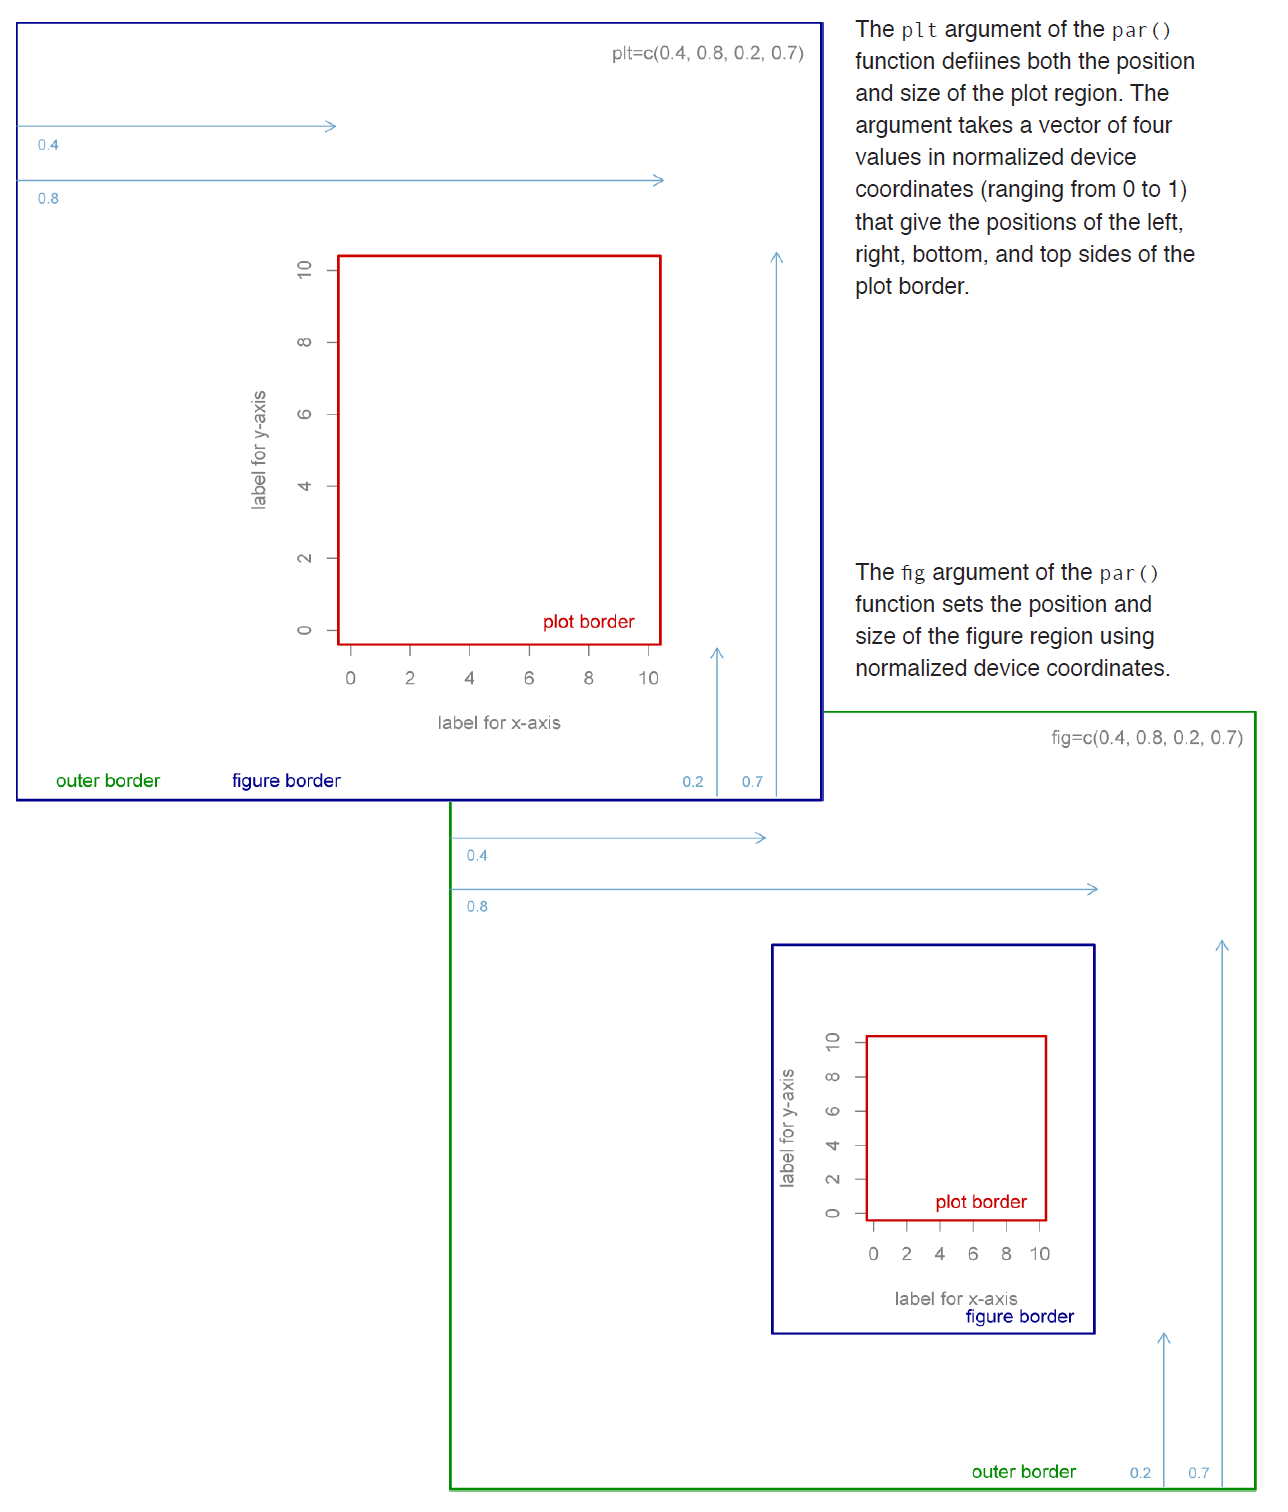 plt=c(0.4, 0.8, 0.2, 0.7)
0.4
0.8
10
8
6
4
2
0
label for y-axis
plot border
0 2 4 6 8 10
label for x-axis
outer border figure border 0.2 0.7
The plt argument of the par()
function defiines both the position
and size of the plot region. The
argument takes a vector of four
values in normalized device
coordinates (ranging from 0 to 1)
that give the positions of the left,
right, bottom, and top sides of the
plot border.
The fig argument of the par()
function sets the position and
size of the figure region using
normalized device coordinates.
fig=c(0.4, 0.8, 0.2, 0.7)
0.4
0.8
10
8
6
4
2
0
label for y-axis
plot border
0 2 4 6 8 10
label for x-axis
figure border
outer border 0.2 0.7